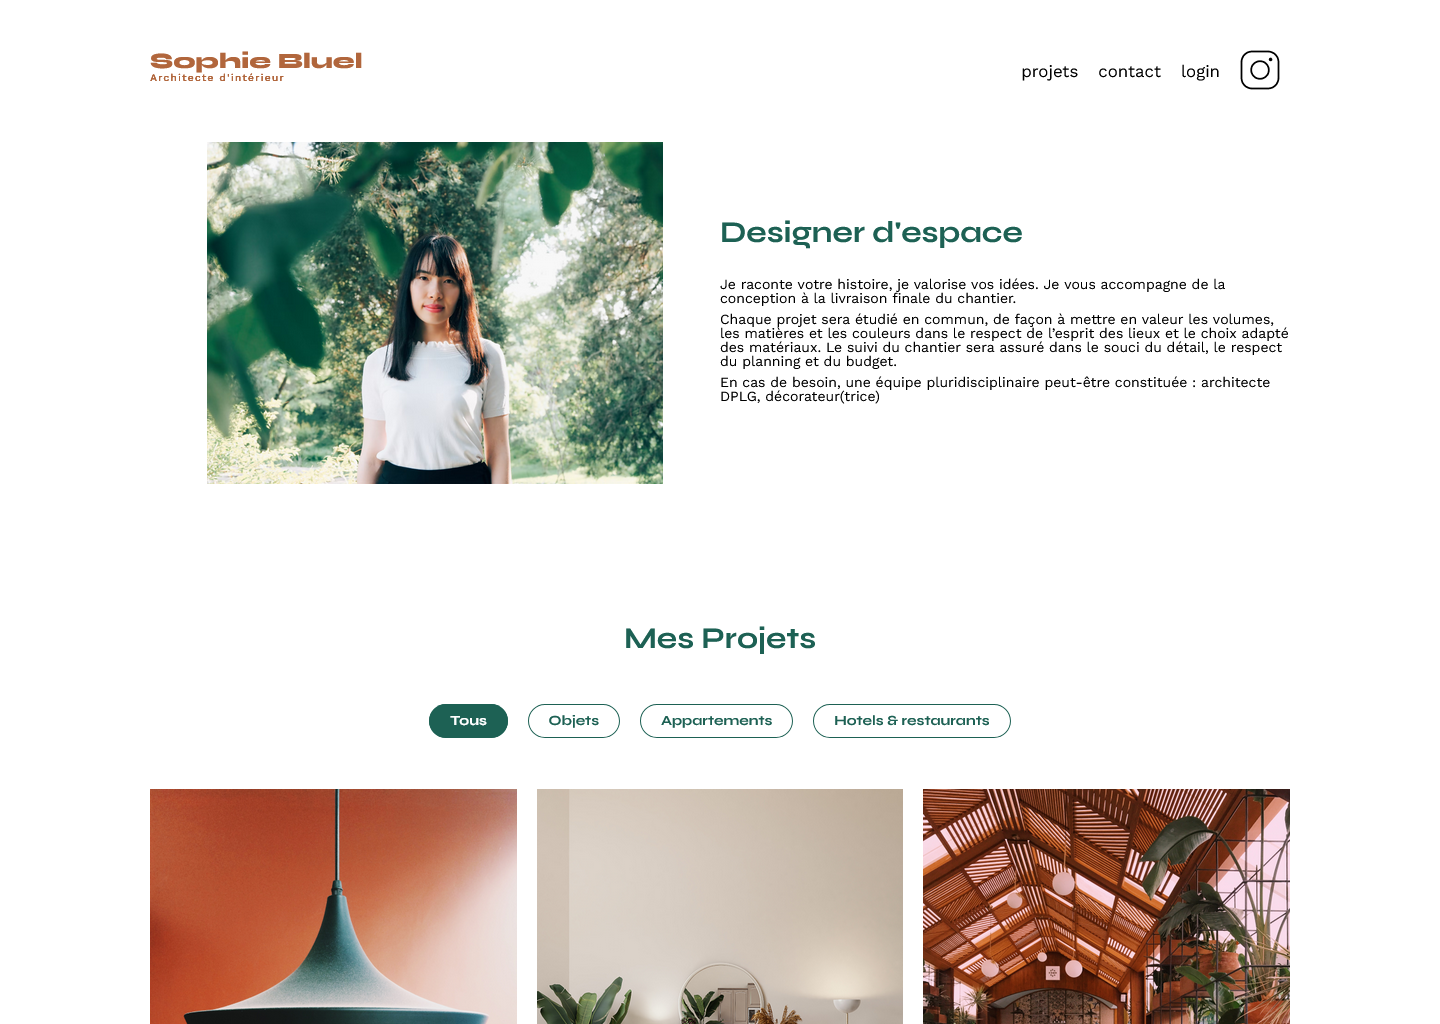 Sophie Bluel
Architecte d'intérieur
projets
contact
login
Designer d'espace
Je raconte votre histoire, je valorise vos idées. Je vous accompagne de la
conception à la livraison finale du chantier.
Chaque projet sera étudié en commun, de façon à mettre en valeur les volumes,
les matières et les couleurs dans le respect de l’esprit des lieux et le choix adapté
des matériaux. Le suivi du chantier sera assuré dans le souci du détail, le respect
du planning et du budget.
En cas de besoin, une équipe pluridisciplinaire peut-être constituée : architecte
DPLG, décorateur(trice)
Mes Projets
Tous
Objets
Appartements
Hotels & restaurants